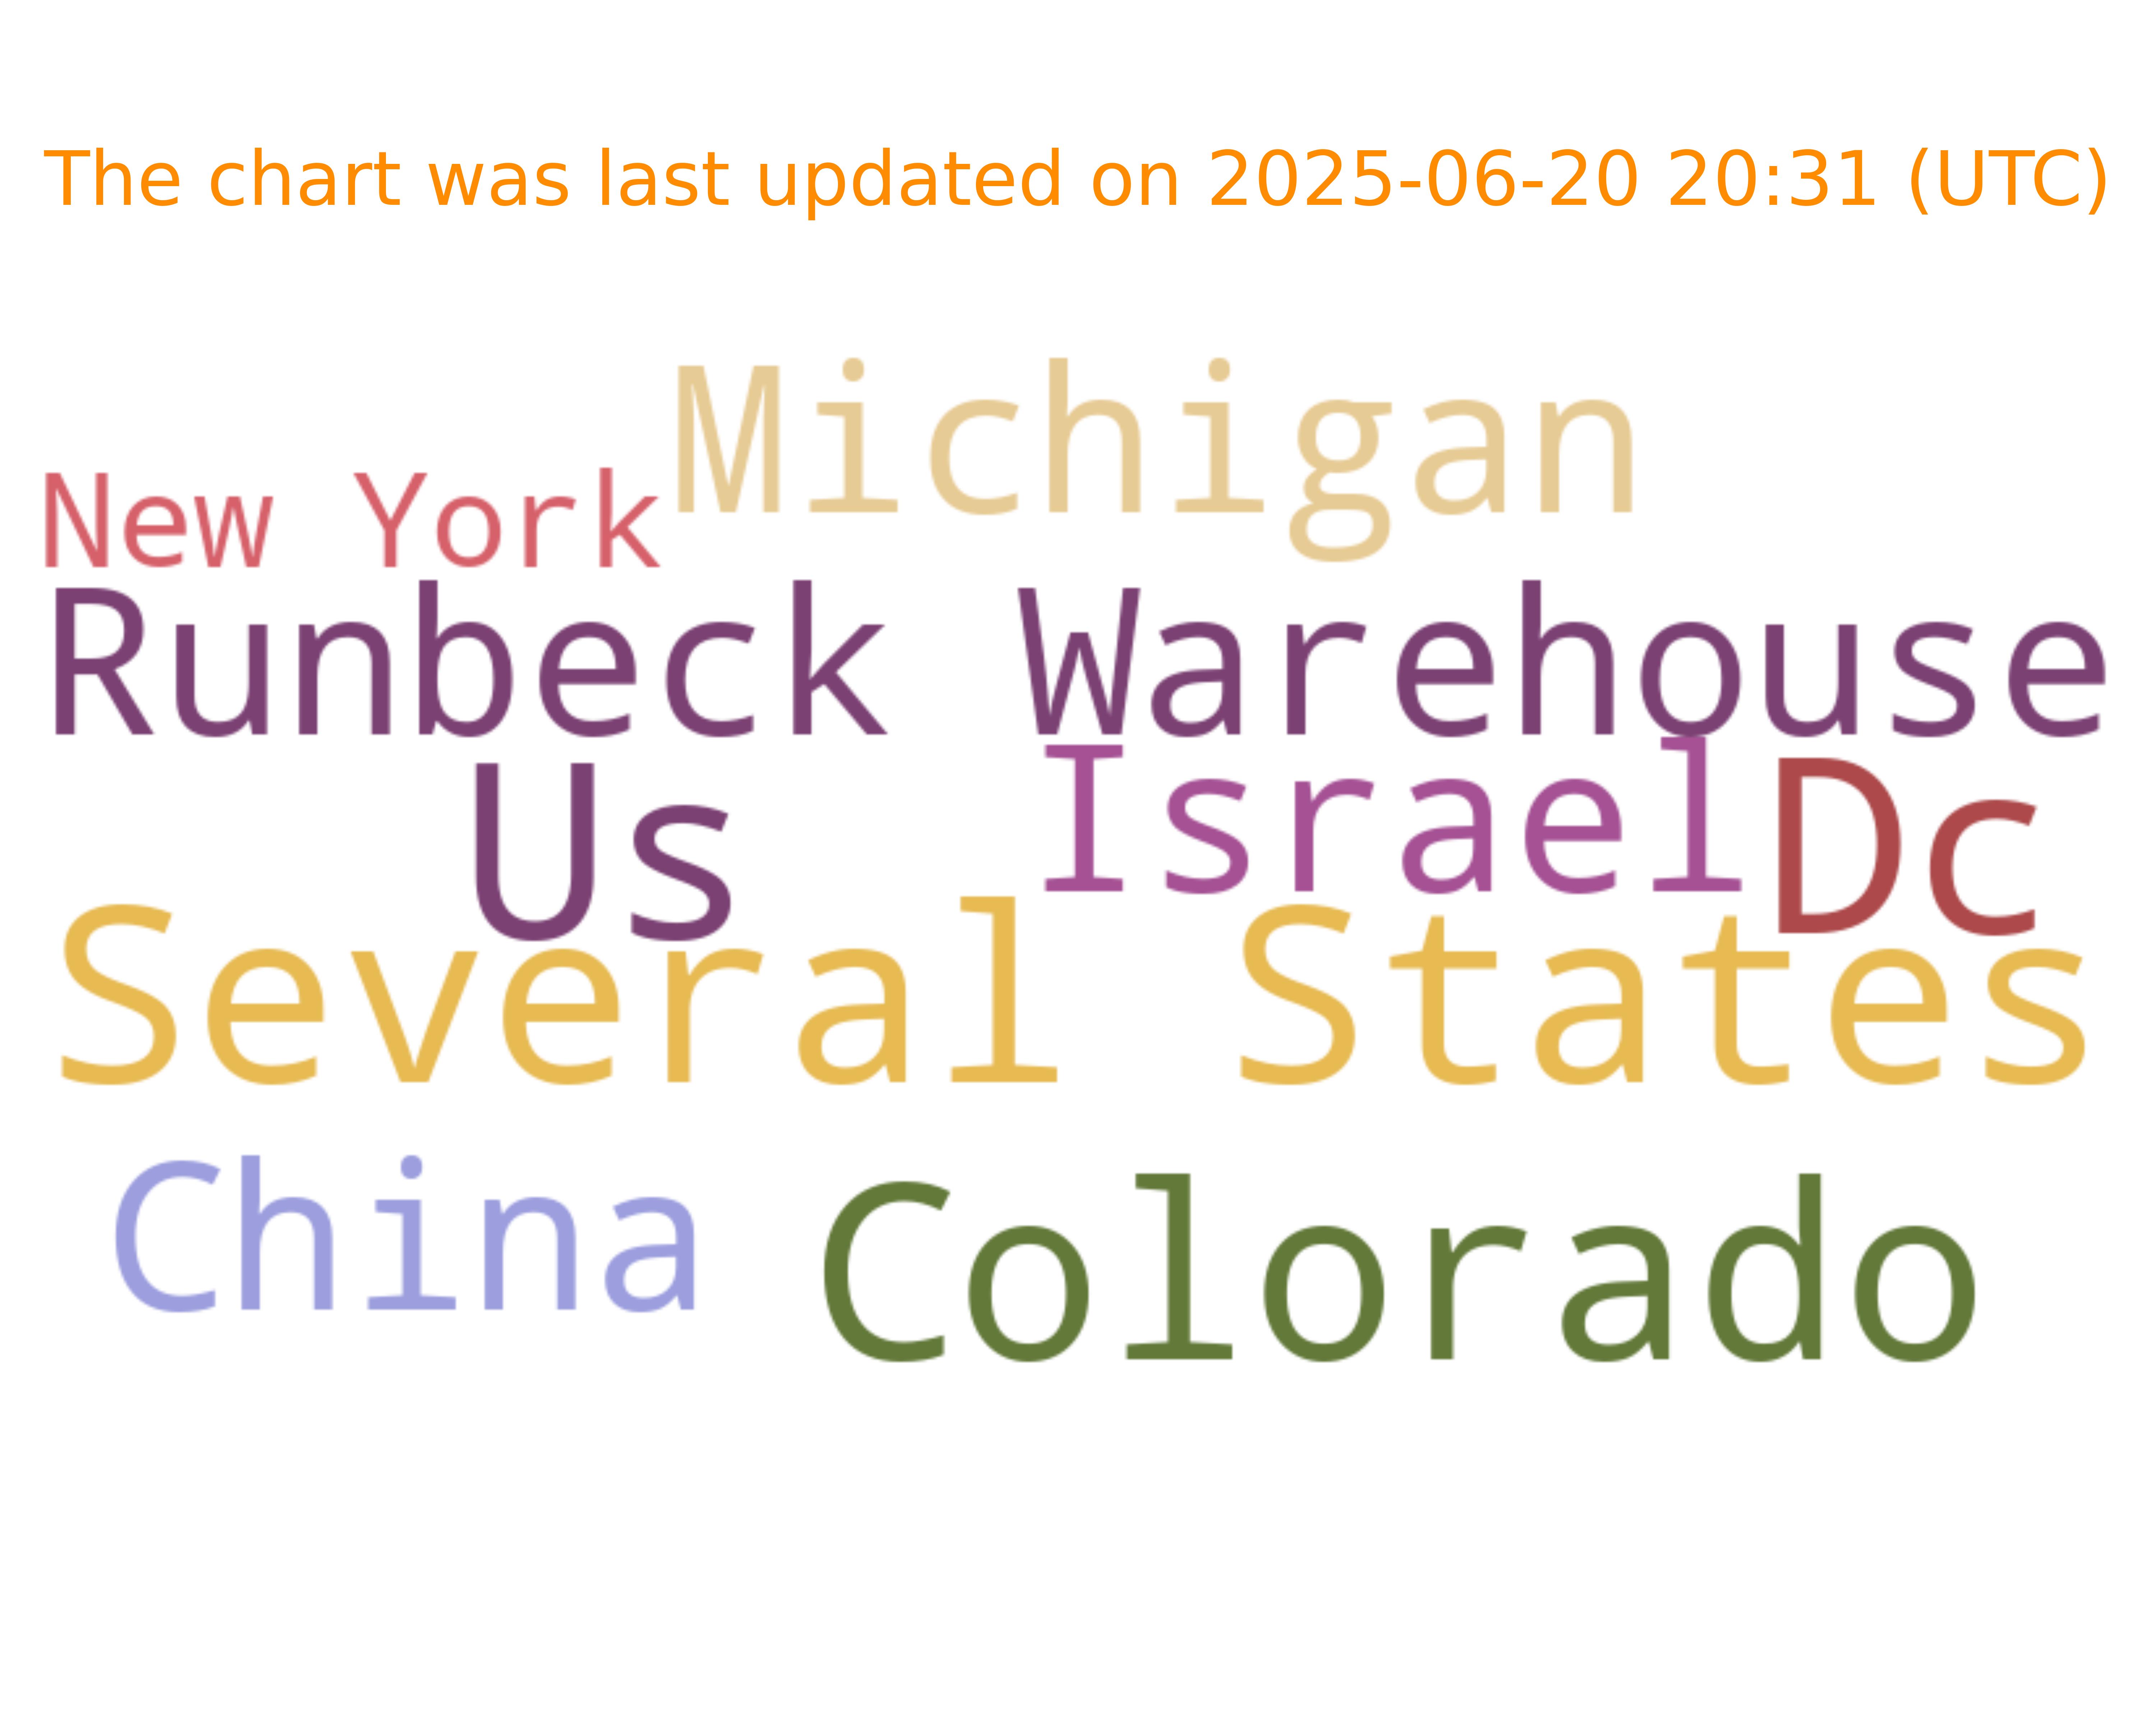 The chart was last updated on 2025-06-20 20:31 (UTC)
Michigan
New York
Runbeck Warehouse
Us
Israel
Dc
Several States
China
Colorado